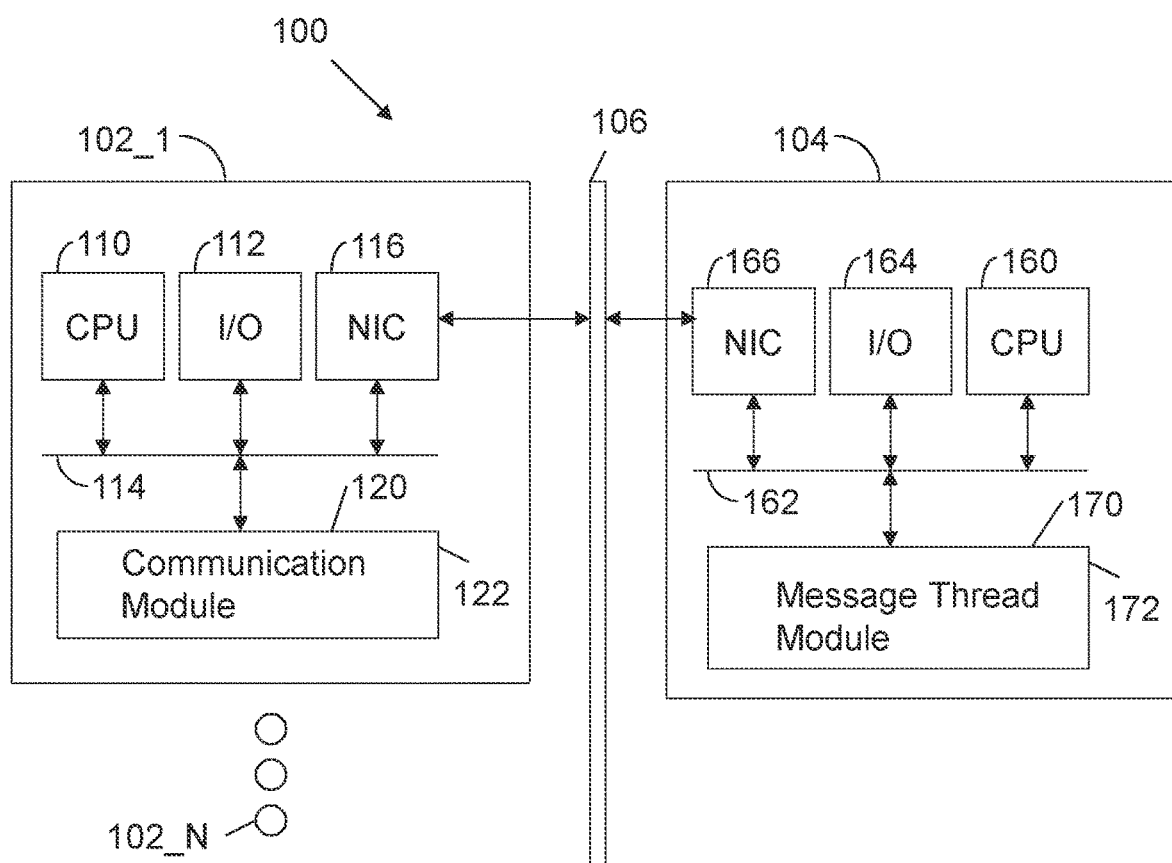 100
102_1
106
104
110
112
116
166
164
160
CPU
I/O
NIC
NIC
I/O
CPU
114
120
162
170
Communication
Module
122
Message Thread
Module
172
102_N